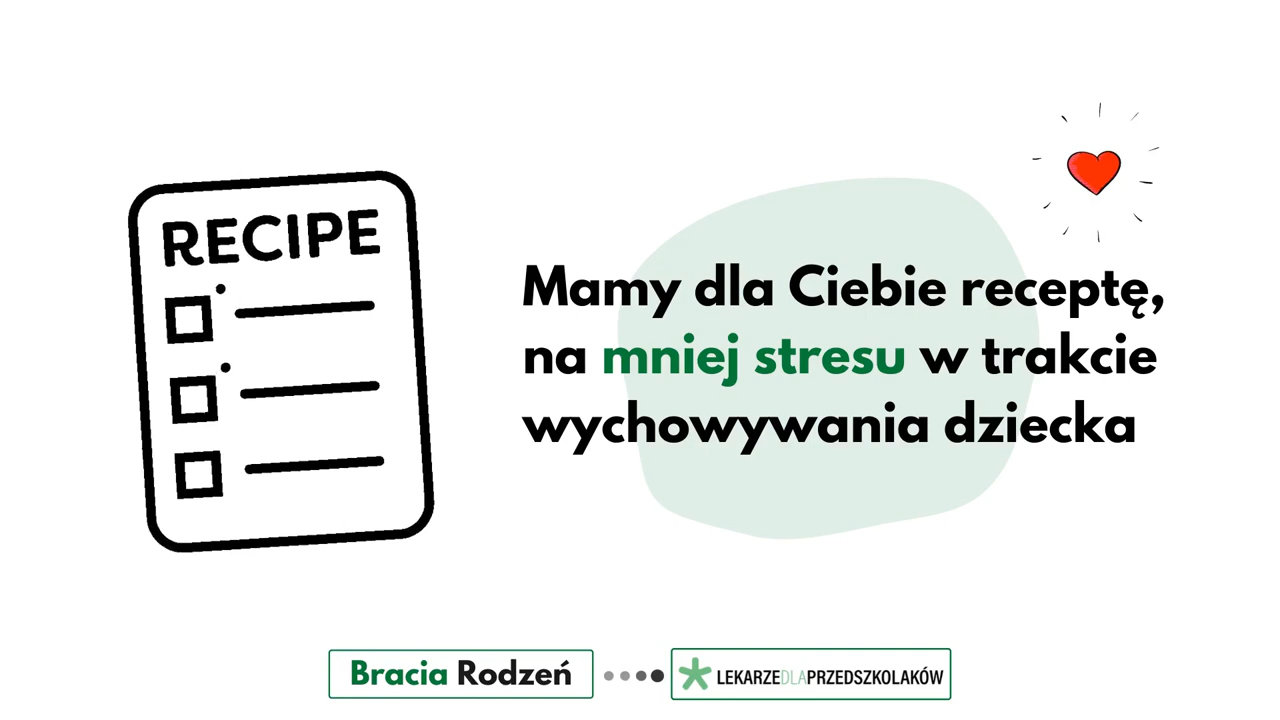 RECIPE
Mamy dla Ciebie receptę,
na mniej stresu w trakcie
wychowywania dziecka
Bracia Rodzeń
LEKARZEDLAPRZEDSZKOLAKÓW